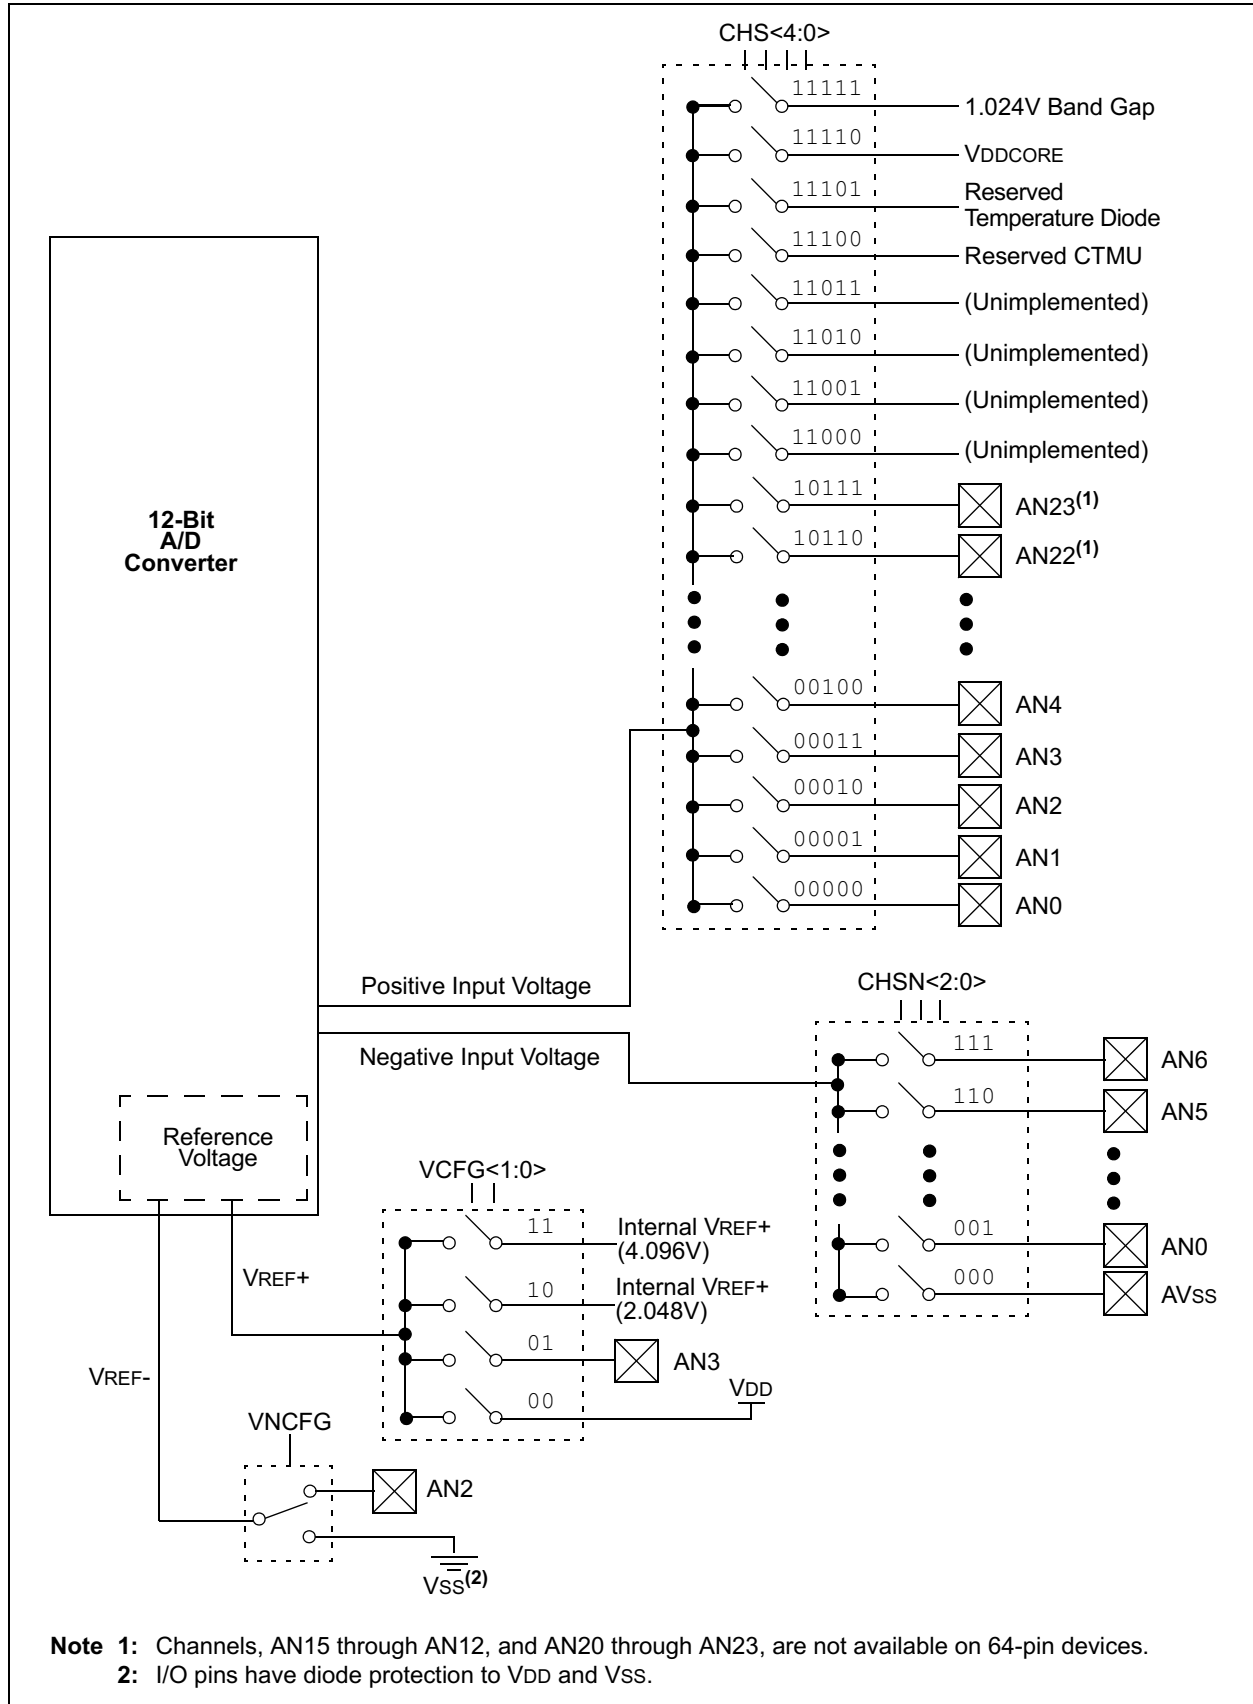 CHS<4:0>
11111
1.024V Band Gap
11110
VDDCORE
11101
Reserved
Temperature Diode
11100
Reserved CTMU
11011
(Unimplemented)
11010
(Unimplemented)
11001
(Unimplemented)
11000
(Unimplemented)
10111
AN23(1)
10110
AN22(1)
12-Bit
A/D
Converter
00100
AN4
00011
AN3
00010
AN2
00001
AN1
00000
AN0
Positive Input Voltage
Negative Input Voltage
CHSN<2:0>
111
AN6
110
AN5
001
AN0
000
AVSS
Reference
Voltage
VCFG<1:0>
11
Internal VREF+
(4.096V)
10
Internal VREF+
(2.048V)
01
AN3
00
VDD
VREF+
VREF-
VNCFG
AN2
VSS(2)
Note 1: Channels, AN15 through AN12, and AN20 through AN23, are not available on 64-pin devices.
2: I/O pins have diode protection to VDD and VSS.